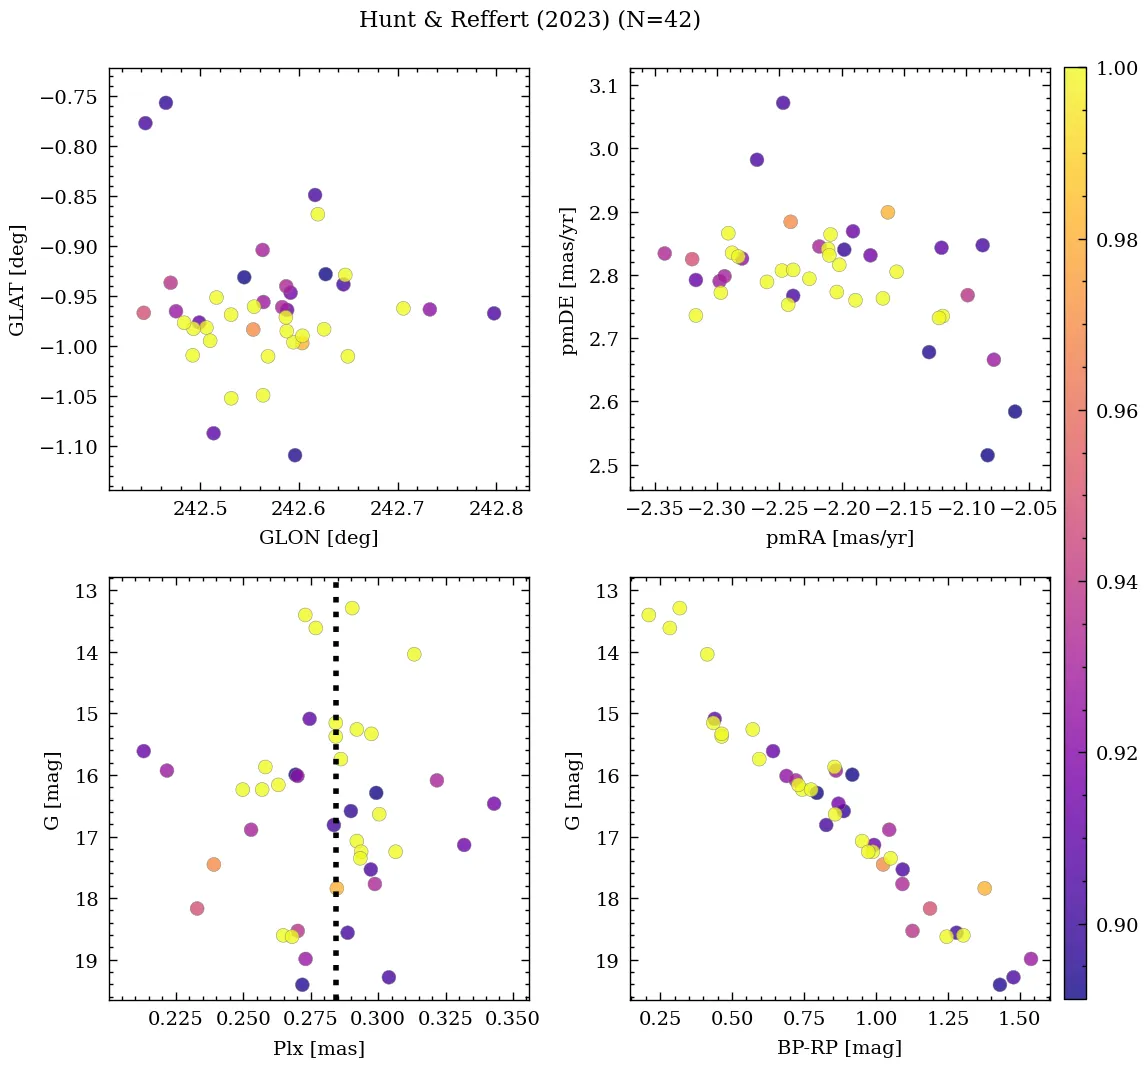 Hunt & Reffert (2023) (N=42)
−0.75
−0.80
−0.85
−0.90
−0.95
−1.00
−1.05
−1.10
GLAT [deg]
242.5 242.6 242.7 242.8
GLON [deg]
3.1
3.0
2.9
2.8
2.7
2.6
2.5
pmDE [mas/yr]
−2.35 −2.30 −2.25 −2.20 −2.15 −2.10 −2.05
pmRA [mas/yr]
13
14
15
16
17
18
19
G [mag]
0.225 0.250 0.275 0.300 0.325 0.350
Plx [mas]
13
14
15
16
17
18
19
G [mag]
0.25 0.50 0.75 1.00 1.25 1.50
BP-RP [mag]
1.00
0.98
0.96
0.94
0.92
0.90